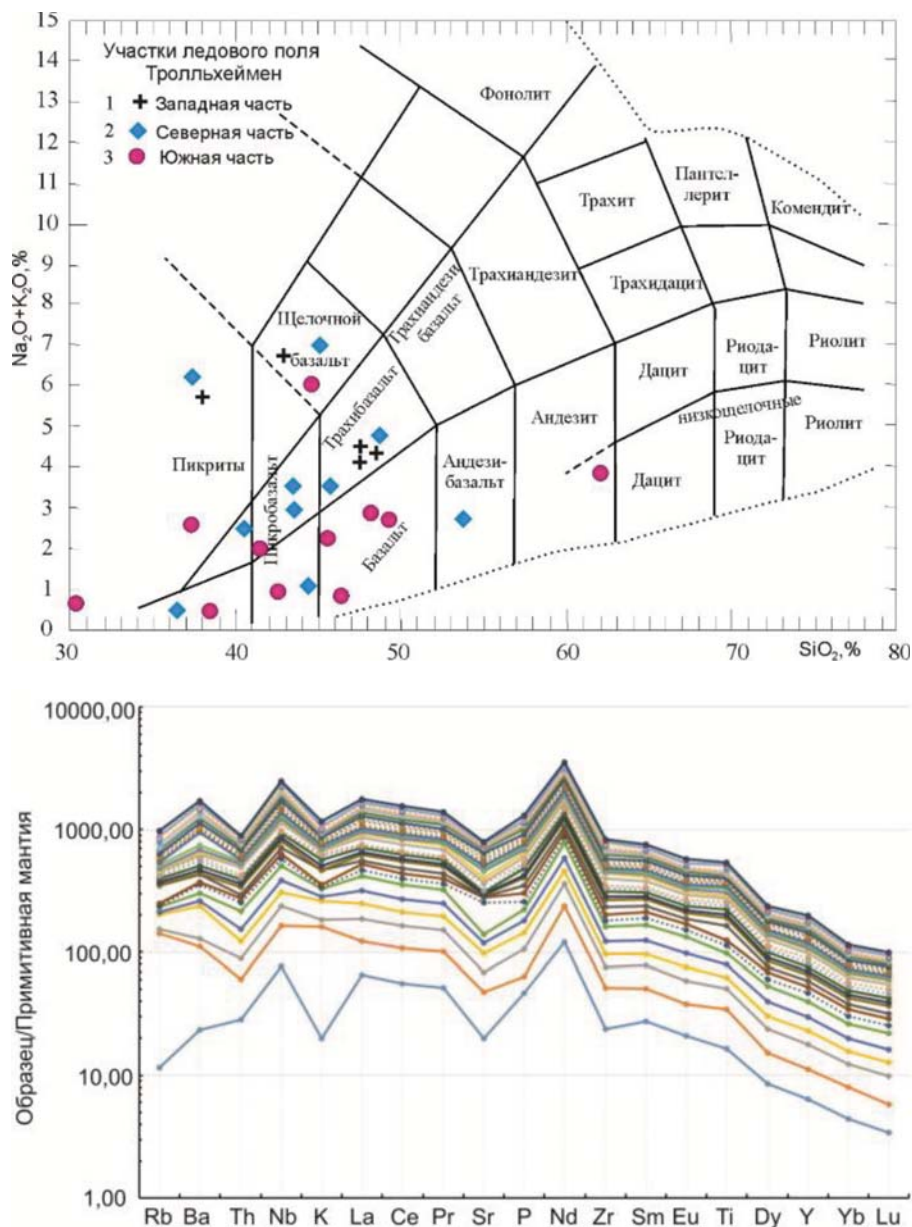 15
14
13
12
11
10
9
8
7
6
5
4
3
2
1
0
Na₂O+K₂O,%
Участки ледового поля
Тролльхеймен
1 Западная часть
2 Северная часть
3 Южная часть
Фонолит
Пантел-
лерит
Трахит
Комендит
Трахиандезит
Трахидацит
Трахиандези
базальт
Щелочной
базальт
Трахибазальт
Риода-
цит
Риолит
Дацит
низкощелочные
Андезит
Андези-
базальт
Риода-
цит
Риолит
Дацит
Пикриты
Пикробазальт
Базальт
30 40 50 60 70 SiO₂,% 80
Образец/Примитивная мантия
10000,00
1000,00
100,00
10,00
1,00
Rb Ba Th Nb K La Ce Pr Sr P Nd Zr Sm Eu Ti Dy Y Yb Lu